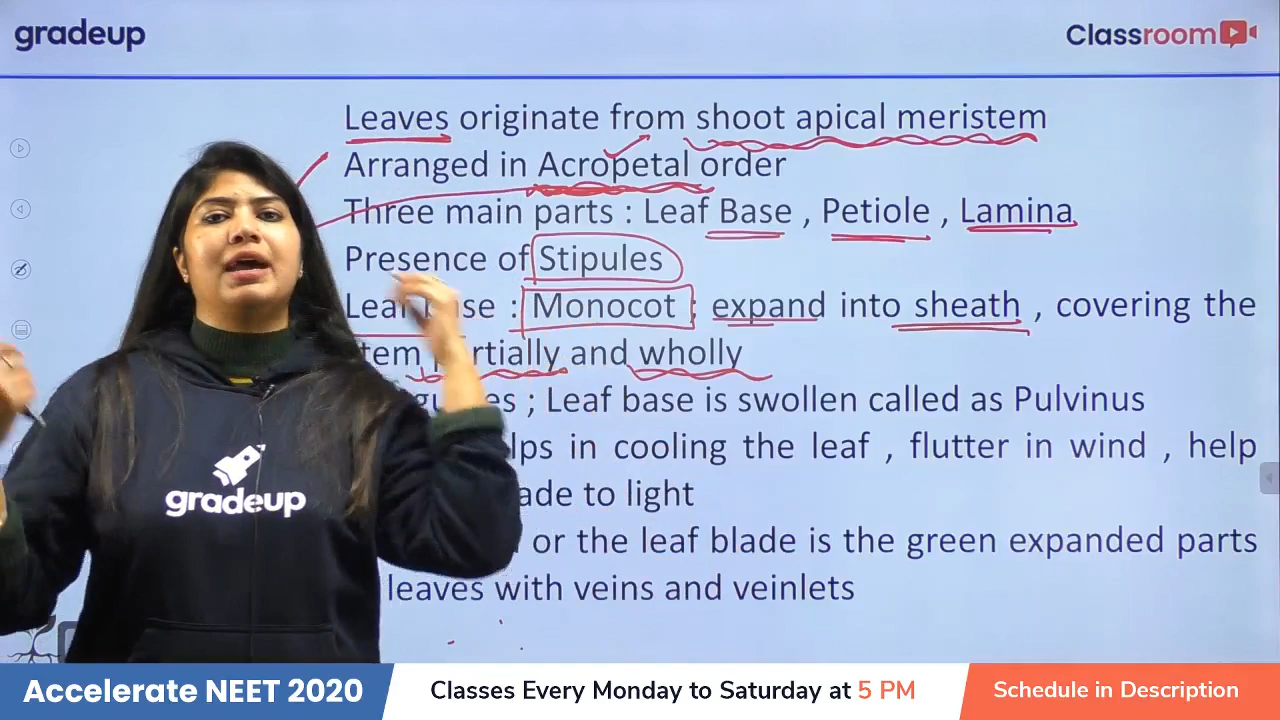 gradeup
Classroom
Leaves originate from shoot apical meristem
Arranged in Acropetal order
Three main parts : Leaf Base , Petiole , Lamina
Presence of Stipules
Leaf base : Monocot ; expand into sheath , covering the
partially and wholly
; Leaf base is swollen called as Pulvinus
in cooling the leaf , flutter in wind , help
to light
or the leaf blade is the green expanded parts
leaves with veins and veinlets
gradeup
Accelerate NEET 2020
Classes Every Monday to Saturday at 5 PM
Schedule in Description